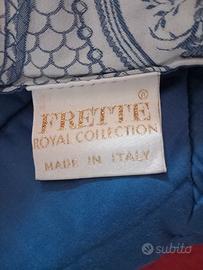 FRETTE®
ROYAL COLLECTION
MADE IN ITALY
subito